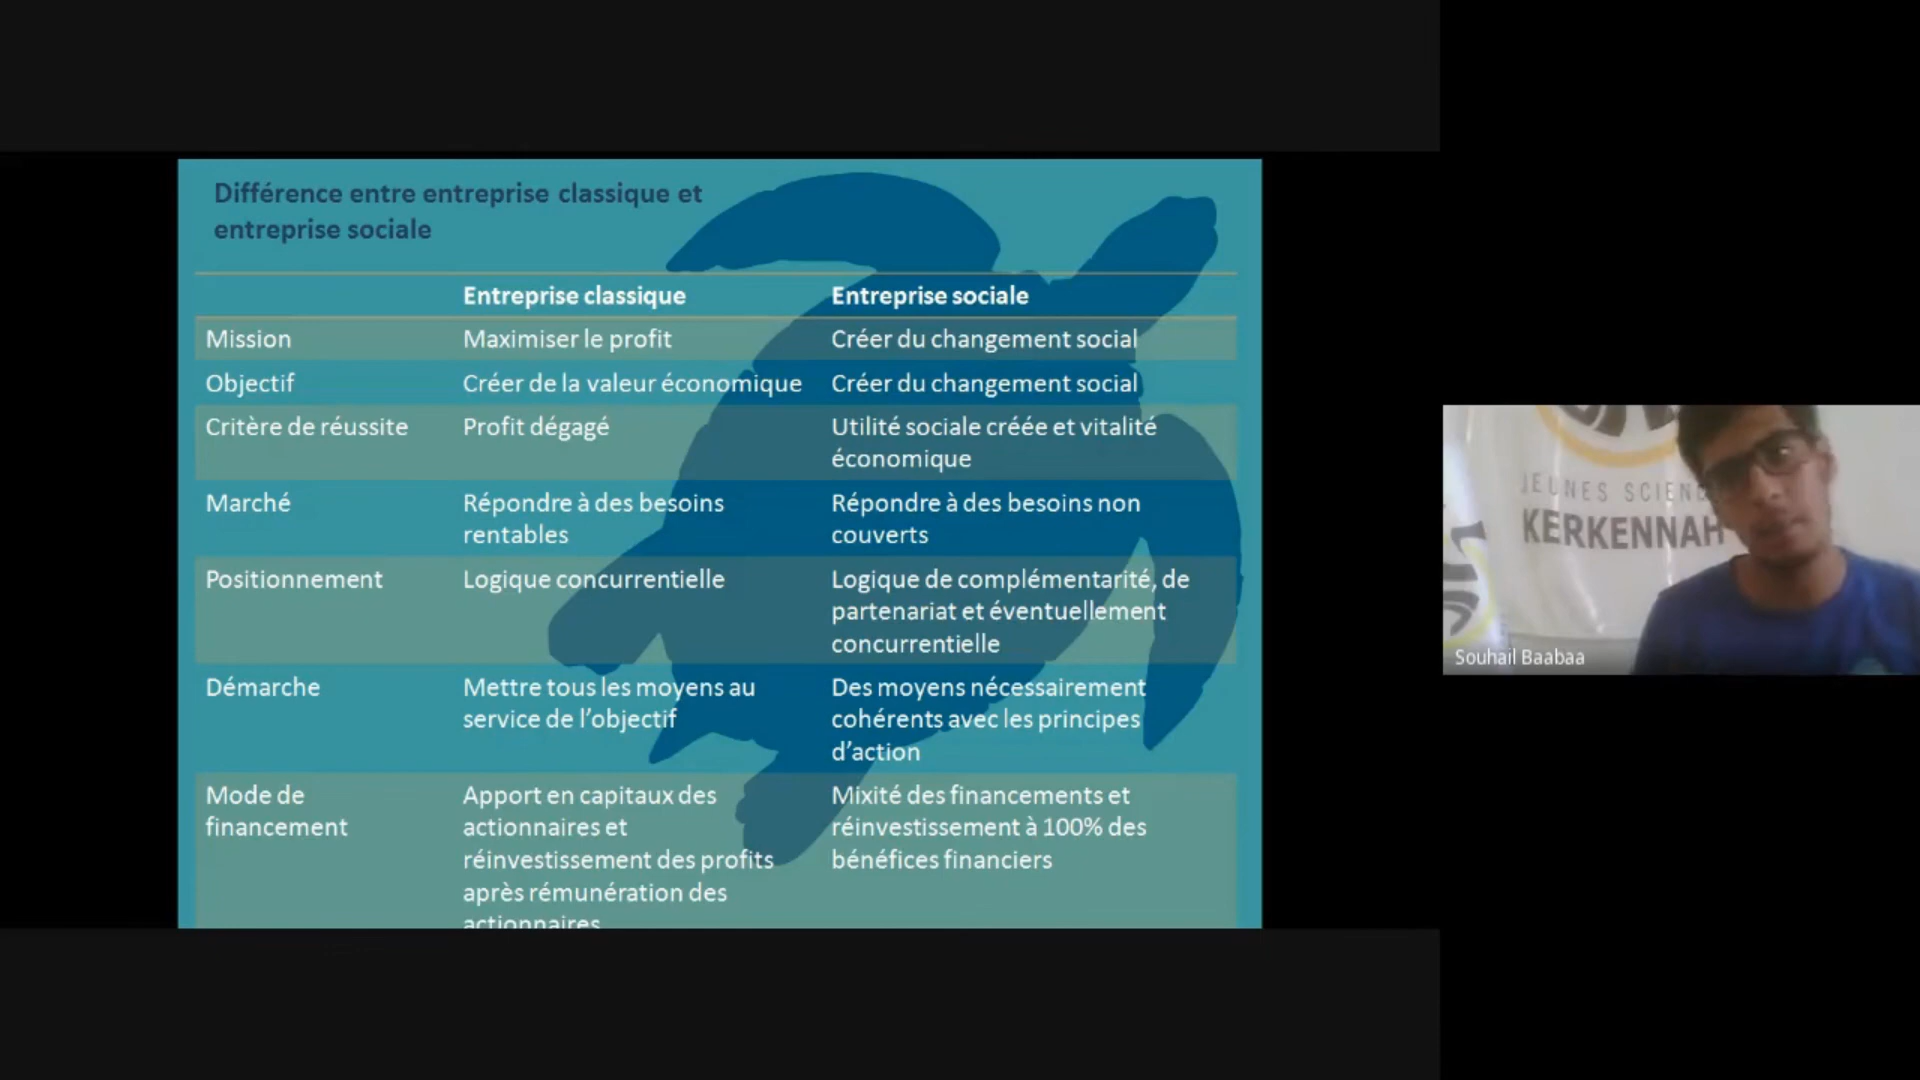 Différence entre entreprise classique et
entreprise sociale
Entreprise classique Entreprise sociale
Mission Maximiser le profit Créer du changement social
Objectif Créer de la valeur économique Créer du changement social
Critère de réussite Profit dégagé Utilité sociale créée et vitalité
économique
Marché Répondre à des besoins Répondre à des besoins non
rentables couverts
Positionnement Logique concurrentielle Logique de complémentarité, de
partenariat et éventuellement
concurrentielle
Démarche Mettre tous les moyens au Des moyens nécessairement
service de l’objectif cohérents avec les principes
d’action
Mode de Apport en capitaux des Mixité des financements et
financement actionnaires et réinvestissement à 100% des
réinvestissement des profits bénéfices financiers
après rémunération des
actionnaires
JEUNES SCIEN
KERKENNAH
Souhail Baabaa